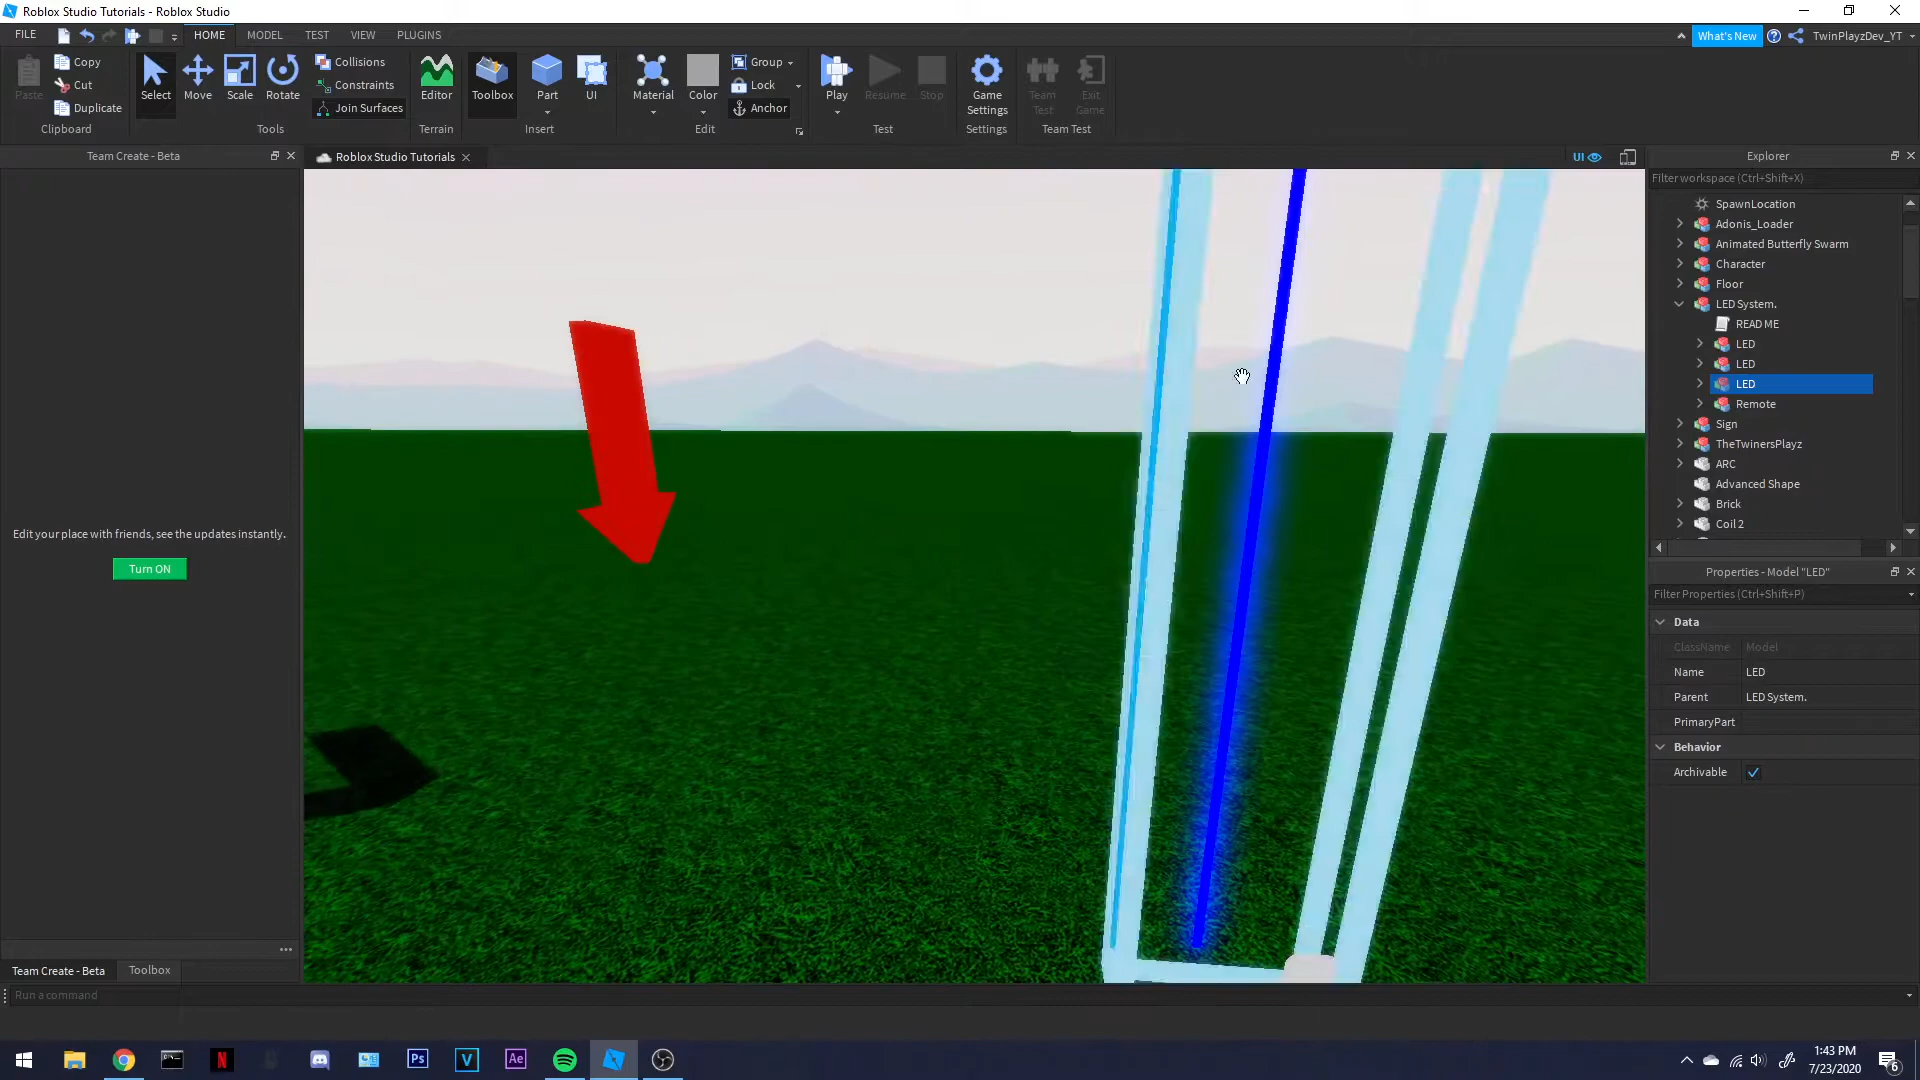 Roblox Studio Tutorials - Roblox Studio
FILE HOME MODEL TEST VIEW PLUGINS What's New TwinPlayzDev_YT
Paste Copy Cut Duplicate Clipboard
Select Move Scale Rotate Collisions Constraints Join Surfaces Tools
Editor Terrain
Toolbox Part UI Insert
Material Color Group Lock Anchor Edit
Play Resume Stop Test
Game Settings Settings
Team Test Exit Game Team Test
Team Create - Beta
Roblox Studio Tutorials
UI
Edit your place with friends, see the updates instantly.
Turn ON
Team Create - Beta Toolbox
Run a command
Explorer
Filter workspace (Ctrl+Shift+X)
SpawnLocation
Adonis_Loader
Animated Butterfly Swarm
Character
Floor
LED System.
READ ME
LED
LED
LED
Remote
Sign
TheTwinersPlayz
ARC
Advanced Shape
Brick
Coil 2
Properties - Model "LED"
Filter Properties (Ctrl+Shift+P)
Data
ClassName Model
Name LED
Parent LED System.
PrimaryPart
Behavior
Archivable
Ps V Ae
1:43 PM
7/23/2020
6